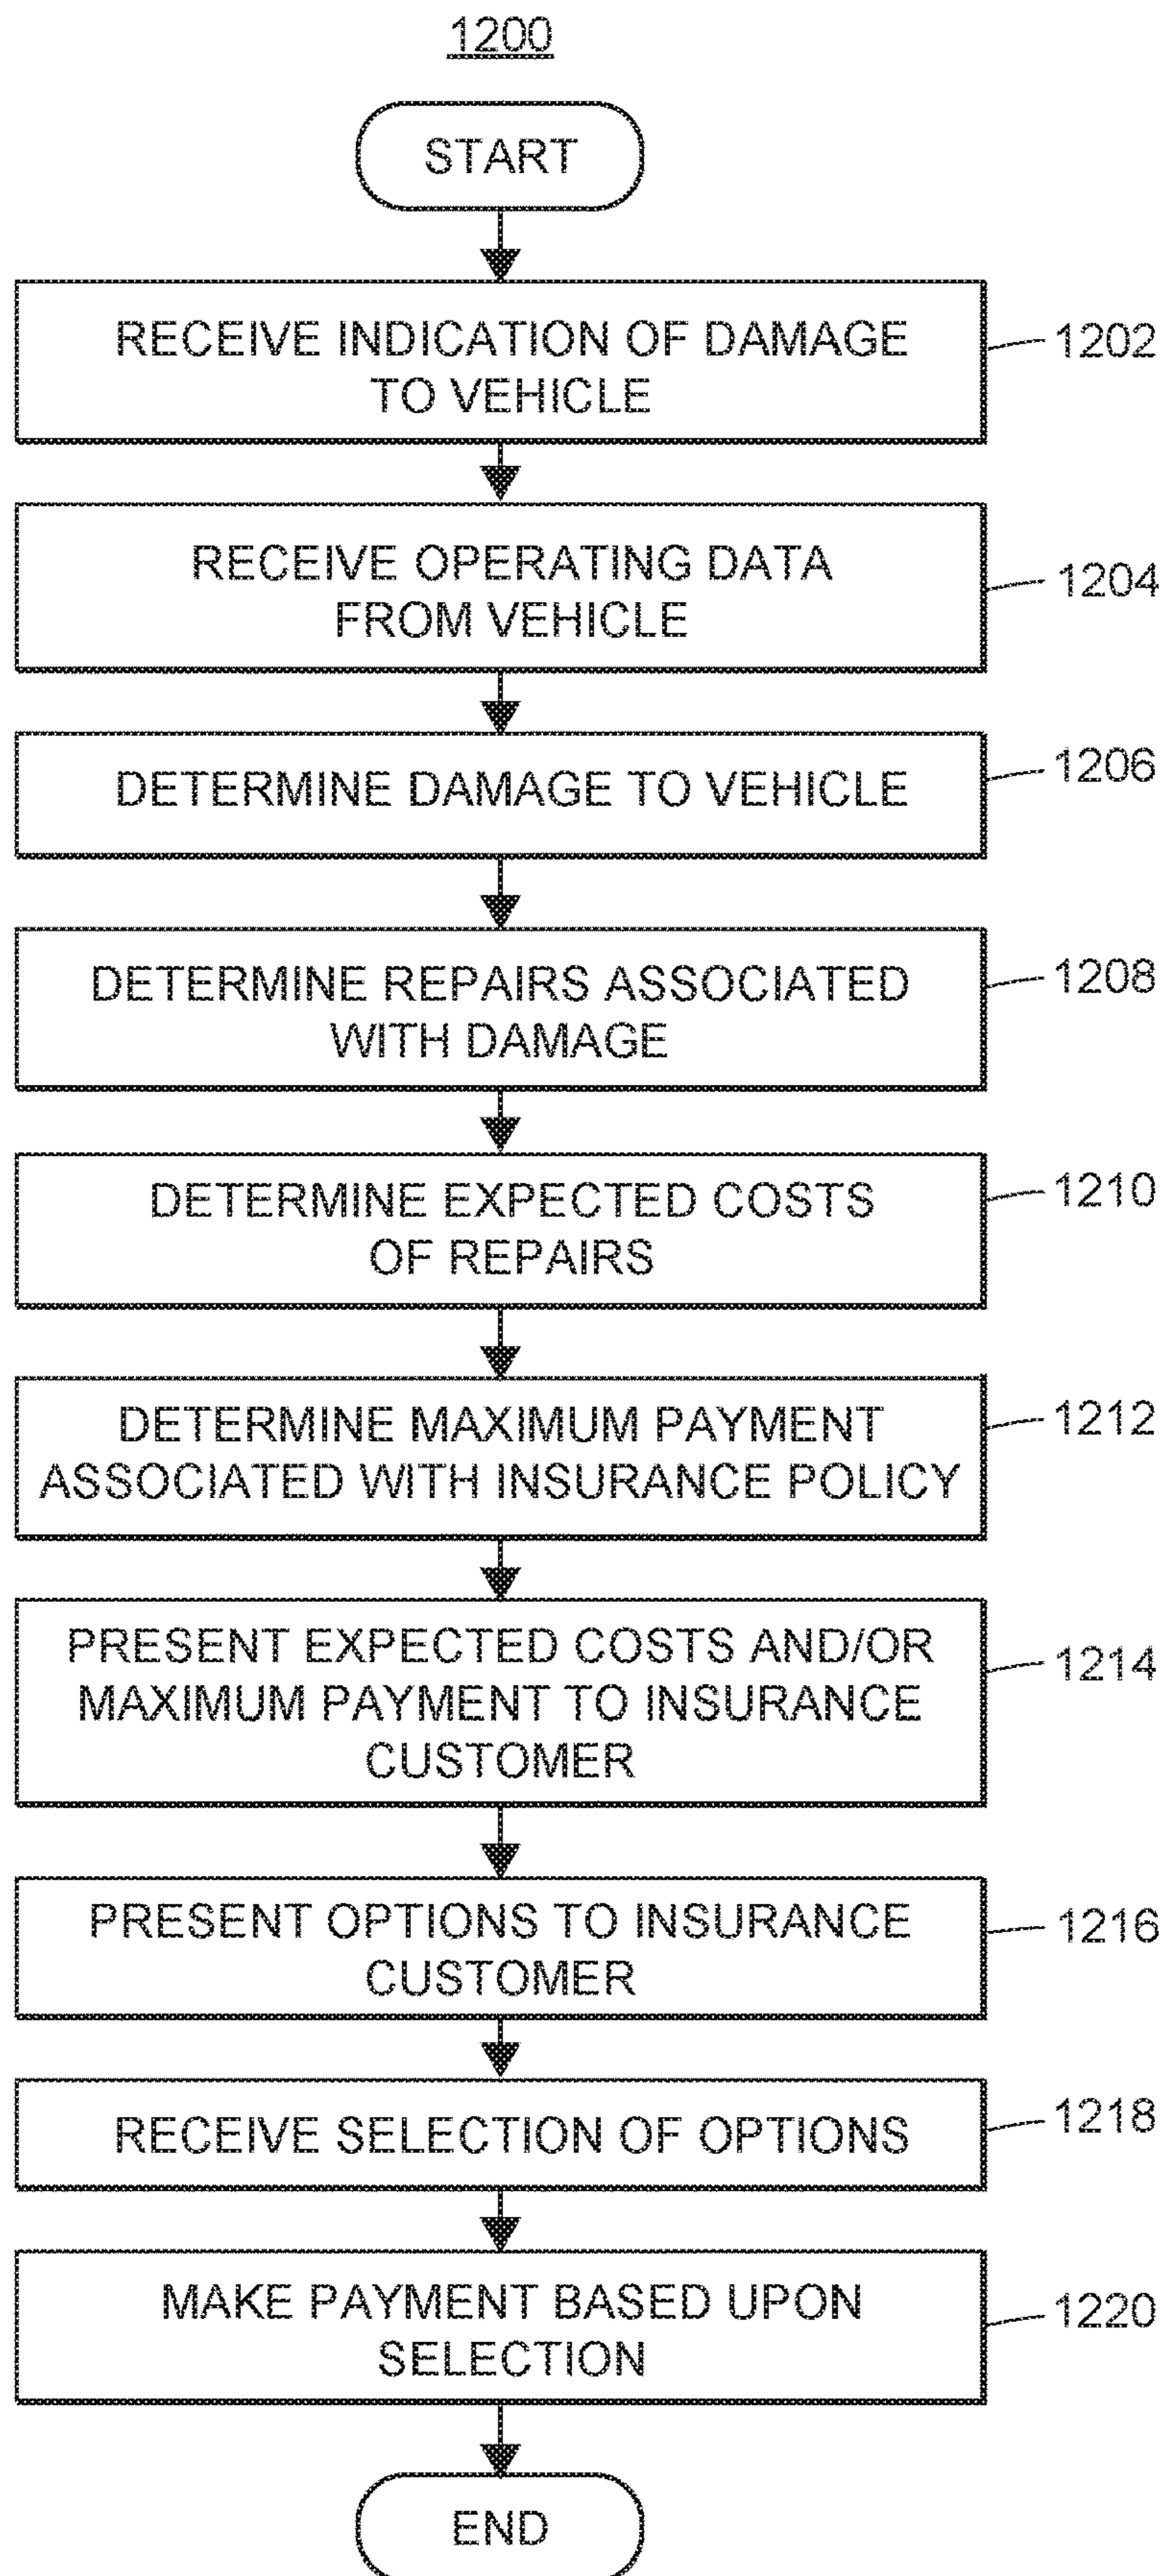 1200
START
RECEIVE INDICATION OF DAMAGE
TO VEHICLE
1202
RECEIVE OPERATING DATA
FROM VEHICLE
1204
DETERMINE DAMAGE TO VEHICLE
1206
DETERMINE REPAIRS ASSOCIATED
WITH DAMAGE
1208
DETERMINE EXPECTED COSTS
OF REPAIRS
1210
DETERMINE MAXIMUM PAYMENT
ASSOCIATED WITH INSURANCE POLICY
1212
PRESENT EXPECTED COSTS AND/OR
MAXIMUM PAYMENT TO INSURANCE
CUSTOMER
1214
PRESENT OPTIONS TO INSURANCE
CUSTOMER
1216
RECEIVE SELECTION OF OPTIONS
1218
MAKE PAYMENT BASED UPON
SELECTION
1220
END